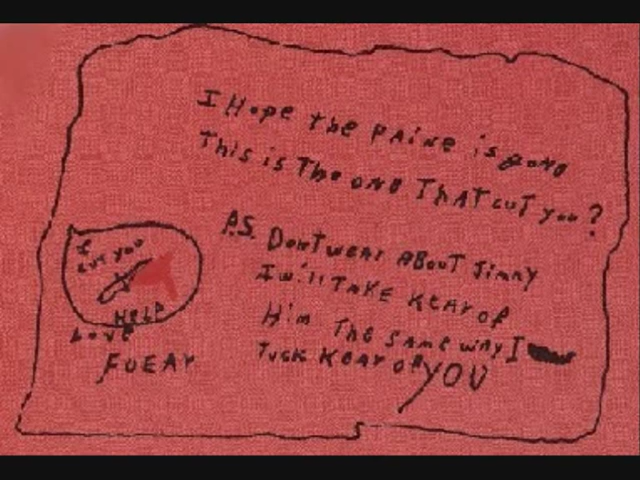 I Hope the PAINE is gone
This is The one THAT cut you?
P.S. Dont wear About Jimmy
I will TAKE KEAR OF
Him The same way I
Tuck KEAR OF YOU
I
cut you
HELP
Love
FUEAY